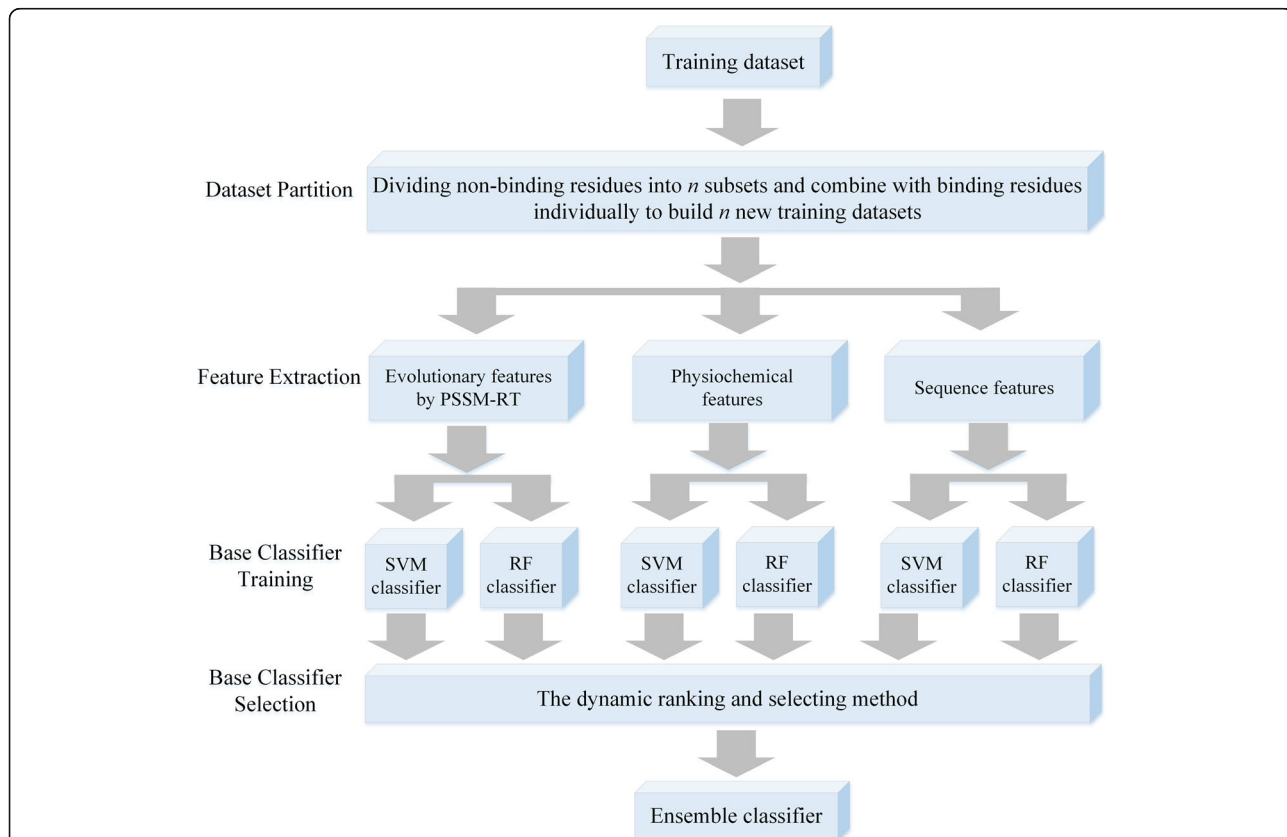 Training dataset
Dataset Partition
Dividing non-binding residues into n subsets and combine with binding residues
individually to build n new training datasets
Feature Extraction
Evolutionary features
by PSSM-RT
Physiochemical
features
Sequence features
Base Classifier
Training
SVM
classifier
RF
classifier
SVM
classifier
RF
classifier
SVM
classifier
RF
classifier
Base Classifier
Selection
The dynamic ranking and selecting method
Ensemble classifier